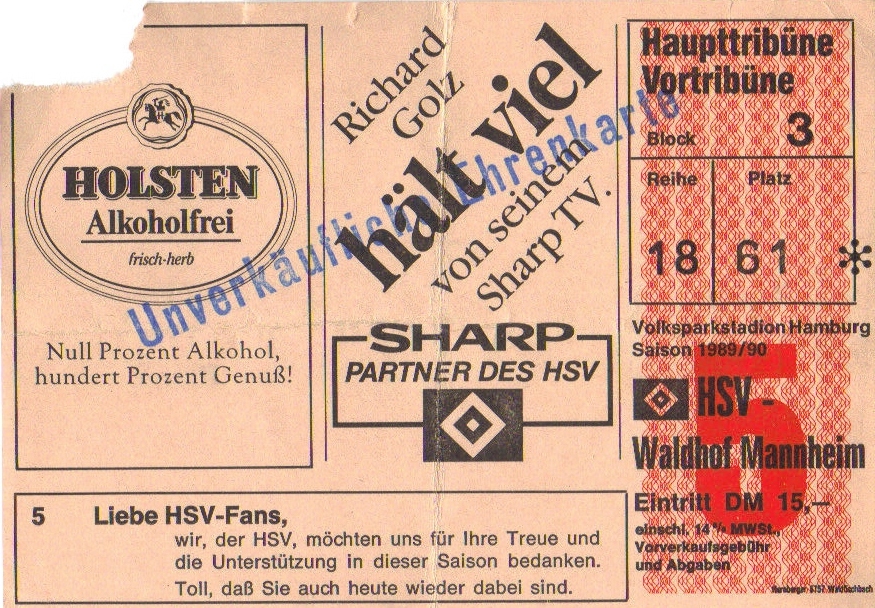 HOLSTEN
Alkoholfrei
frisch-herb
Null Prozent Alkohol,
hundert Prozent Genuß!
Richard
Golz
hält viel
von seinem
Sharp TV.
Unverkäufliche Ehrenkarte
SHARP
PARTNER DES HSV
Haupttribüne
Vortribüne
Block 3
Reihe Platz
18 61 *
Volksparkstadion Hamburg
Saison 1989/90
5
HSV -
Waldhof Mannheim
Eintritt DM 15,–
einschl. 14% MWSt.,
Vorverkaufsgebühr
und Abgaben
5 Liebe HSV-Fans,
wir, der HSV, möchten uns für Ihre Treue und
die Unterstützung in dieser Saison bedanken.
Toll, daß Sie auch heute wieder dabei sind.